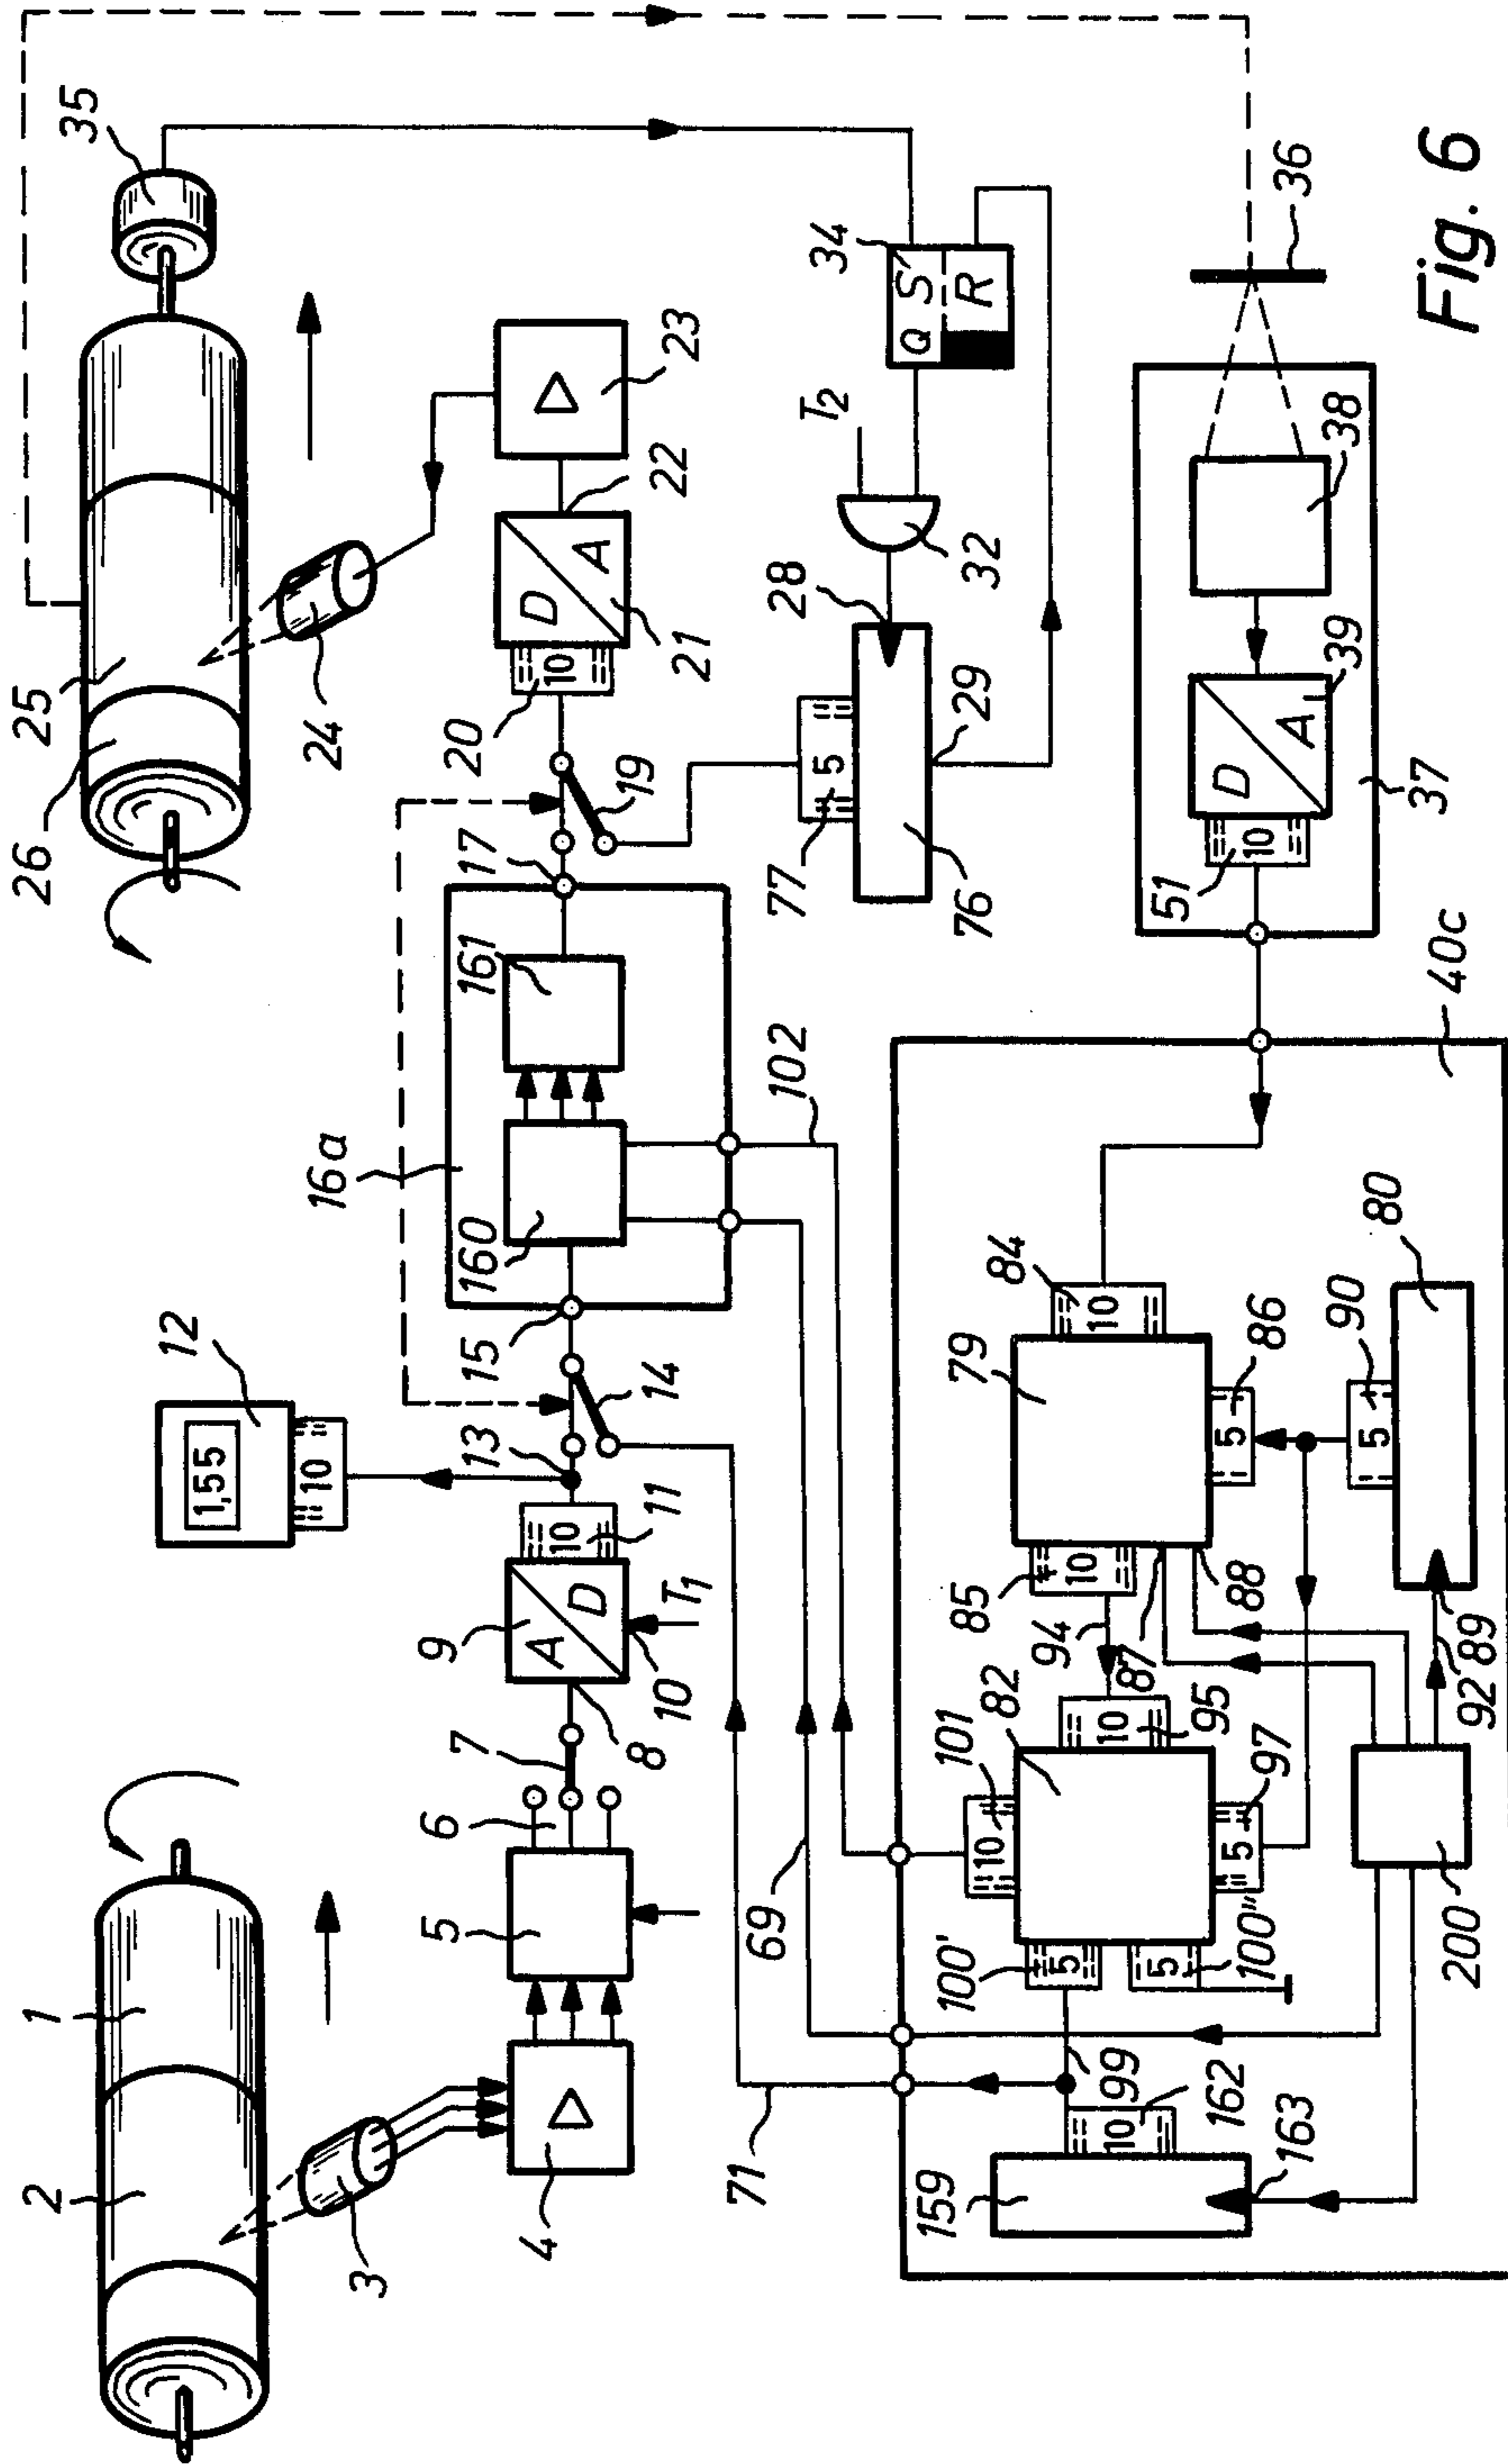 2 1 26 25 35
12
1,55
10
3 24
16a
4 5 6 7 9 10 11 13 15 160 161 17 20 10 22 23
Δ A D D A Δ
8 10 14 19 21
T1
71 69 102 77 5 28 T2 34
76 29 32 Q S
R
159 10 162 99 100' 5 100" 5 10 101 82 10 95 94 85 10 79 10 84
163 87
5 97 88 5 86
200 92 89 5 90 80
40c 51 10 D A 39 38 36
37
Fig. 6